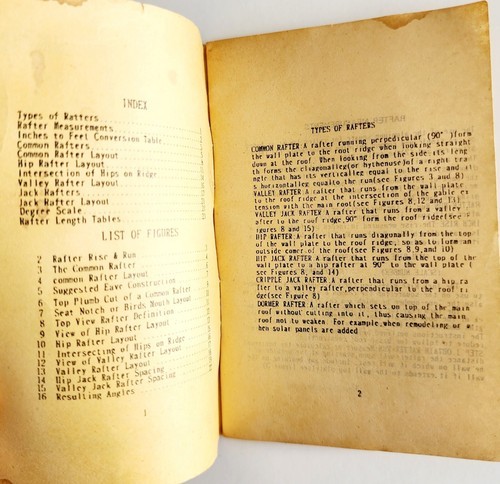 INDEX
Types of Rafters
Rafter Measurements
Inches to Feet Conversion Table
Common Rafters
Common Rafter Layout
Hip Rafter Layout
Intersection of Hips on Ridge
Valley Rafter Layout
Jack Rafters
Jack Rafter Layout
Degree Scale
Rafter Length Tables
LIST OF FIGURES
2 Rafter Rise & Run
3 The Common Rafter
4 common Rafter Layout
5 Suggested Eave Construction
6 Top Plumb Cut of a Common Rafter
7 Seat Notch or Birds Mouth Layout
8 Top View Rafter Definition
9 View of Hip Rafter Layout
10 Hip Rafter Layout
11 Intersecting of Hips on Ridge
12 View of Valley Rafter Layout
13 Valley Rafter Layout
14 Hip Jack Rafter Spacing
15 Valley Jack Rafter Spacing
16 Resulting Angles
1
TYPES OF RAFTERS
COMMON RAFTER A rafter running perpedicular (90° )form
the wall plate to the roof ridge when looking straight
down at the roof. When looking from the side, its leng
th forms the diagonal leg(or hythenuse)of a right tra
ngle that has its vertical leg equal to the rise and it
s horizontal leg equal to the run(see Figures 3 and 8)
VALLEY RAFTER A rafter that runs from the wall plate
to the roof ridge at the intersection of the gable ex
tension with the main roof(see Figures 8,12 and 13)
VALLEY JACK RAFTER A rafter that runs from a valley
after to the roof ridge,90° form the roof ridge(see
igures 8 and 15)
HIP RAFTER A rafter that runs diagonally from the top
of the wall plate to the roof ridge, so as to form an
outside corner of the roof(see Figures 8,9,and 10)
HIP JACK RAFTER A rafter that runs from the top of the
wall plate to a hip rafter at 90° to the wall plate (
see Figures 8, and 14)
CRIPPLE JACK RAFTER A rafter that runs from a hip ra
fter to a valley rafter,perpendicular to the roof ri
dge(see Figure 8)
DORMER RAFTER A rafter which sets on top of the main
roof without cutting into it, thus causing the main
roof not to weaken. For example,when remodeling or w
hen solar panels are added
2